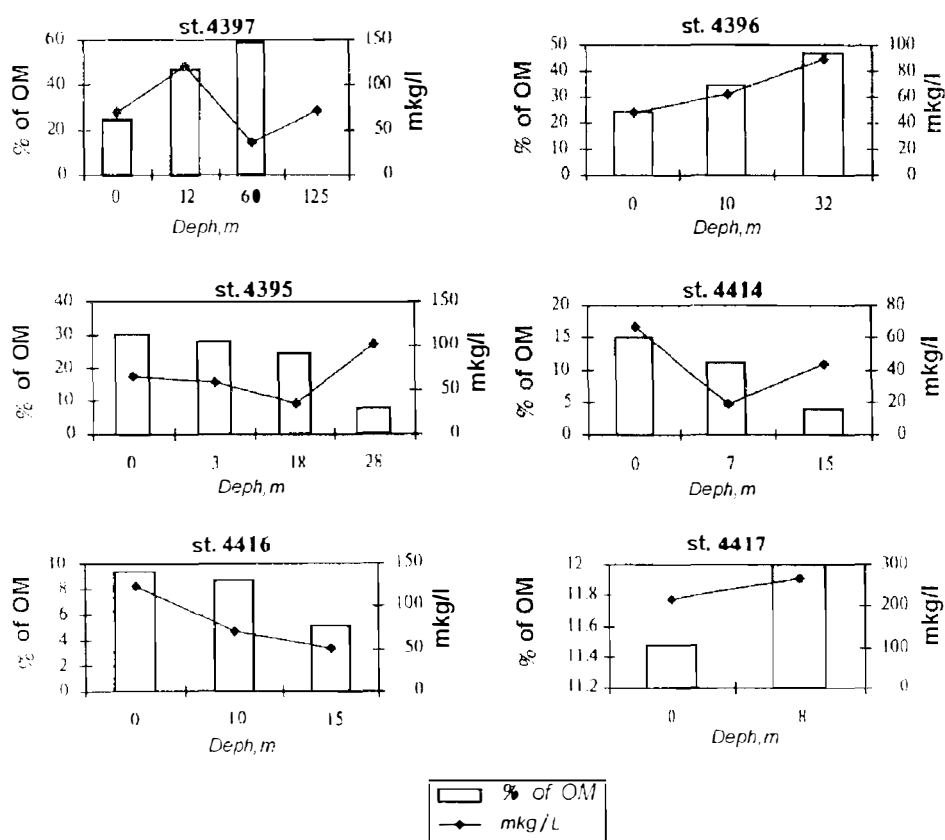 st. 4397
60
40
20
0
% of OM
150
100
50
0
mkg/l
0 12 60 125
Deph, m
st. 4396
50
40
30
20
10
0
% of OM
100
80
60
40
20
0
mkg/l
0 10 32
Deph, m
st. 4395
40
30
20
10
0
% of OM
150
100
50
0
mkg/l
0 3 18 28
Deph, m
st. 4414
20
15
10
5
0
% of OM
80
60
40
20
0
mkg/l
0 7 15
Deph, m
st. 4416
10
8
6
4
2
0
% of OM
150
100
50
0
mkg/l
0 10 15
Deph, m
st. 4417
12
11.8
11.6
11.4
11.2
% of OM
300
200
100
0
mkg/l
0 8
Deph, m
% of OM
mkg/L